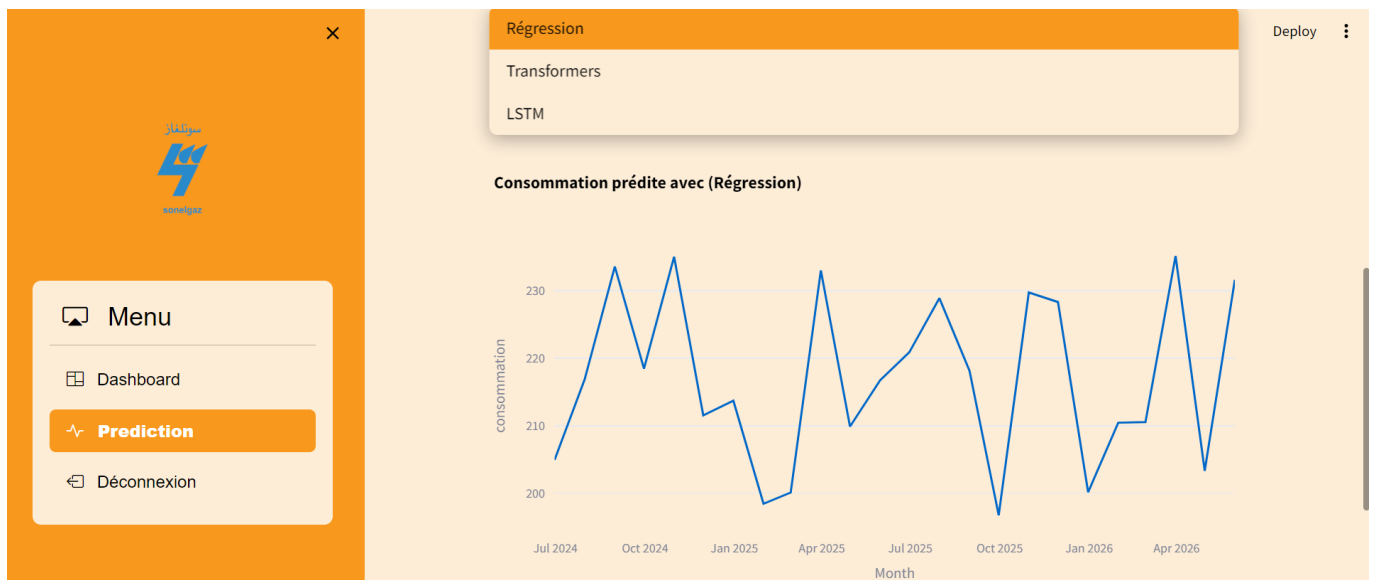 سونلغاز
sonelgaz
Menu
Dashboard
Prediction
Déconnexion
Régression
Transformers
LSTM
Deploy
Consommation prédite avec (Régression)
consommation
230
220
210
200
Jul 2024 Oct 2024 Jan 2025 Apr 2025 Jul 2025 Oct 2025 Jan 2026 Apr 2026
Month